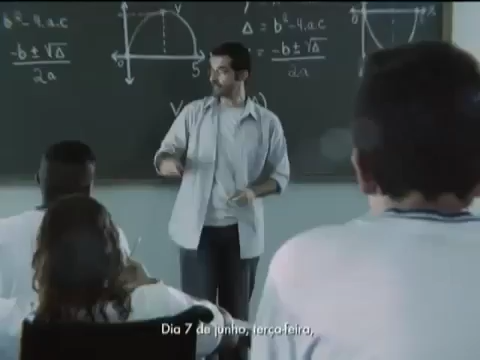 b²-4.a.c
-b±√Δ
2a
V
5
Δ = b²-4.a.c
= -b±√Δ
2a
Dia 7 de junho, terça-feira,